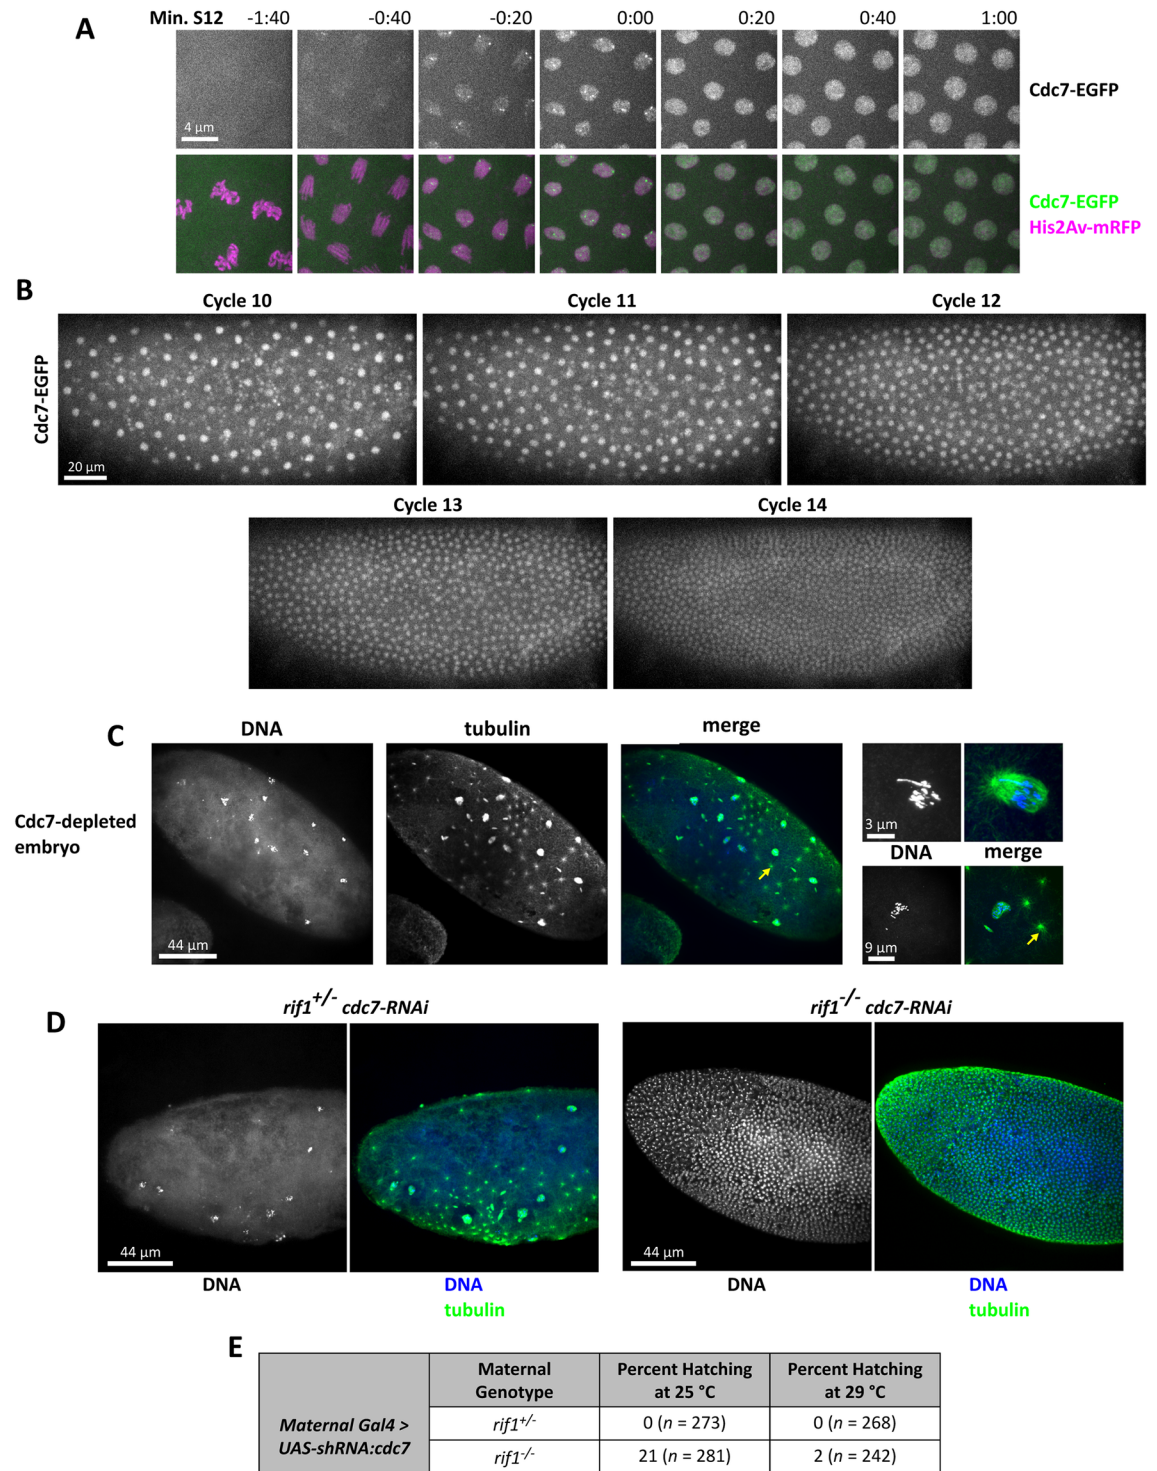 A
Min. S12 -1:40 -0:40 -0:20 0:00 0:20 0:40 1:00
Cdc7-EGFP
4 µm
Cdc7-EGFP
His2Av-mRFP
B
Cycle 10 Cycle 11 Cycle 12
Cdc7-EGFP
20 µm
Cycle 13 Cycle 14
C
DNA tubulin merge
Cdc7-depleted
embryo
44 µm
3 µm
DNA merge
9 µm
D
rif1+/- cdc7-RNAi rif1-/- cdc7-RNAi
44 µm 44 µm
DNA DNA DNA DNA
tubulin tubulin
E
Maternal Percent Hatching Percent Hatching
Genotype at 25 °C at 29 °C
Maternal Gal4 >
UAS-shRNA:cdc7
rif1+/- 0 (n = 273) 0 (n = 268)
rif1-/- 21 (n = 281) 2 (n = 242)